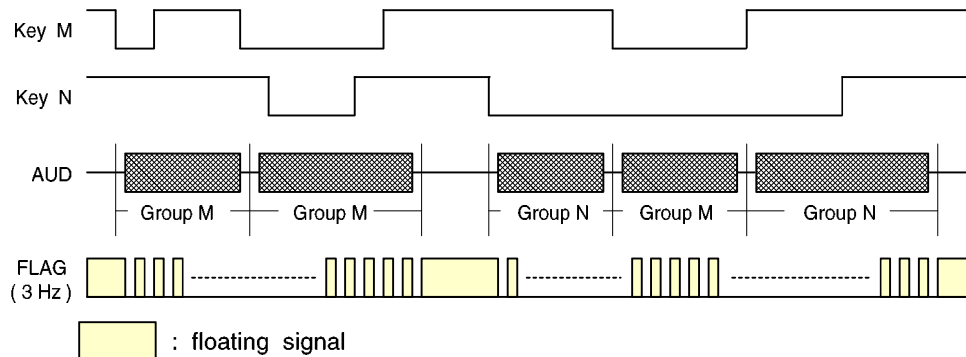 Key M
Key N
AUD
Group M
Group M
Group N
Group M
Group N
FLAG
( 3 Hz )
: floating signal